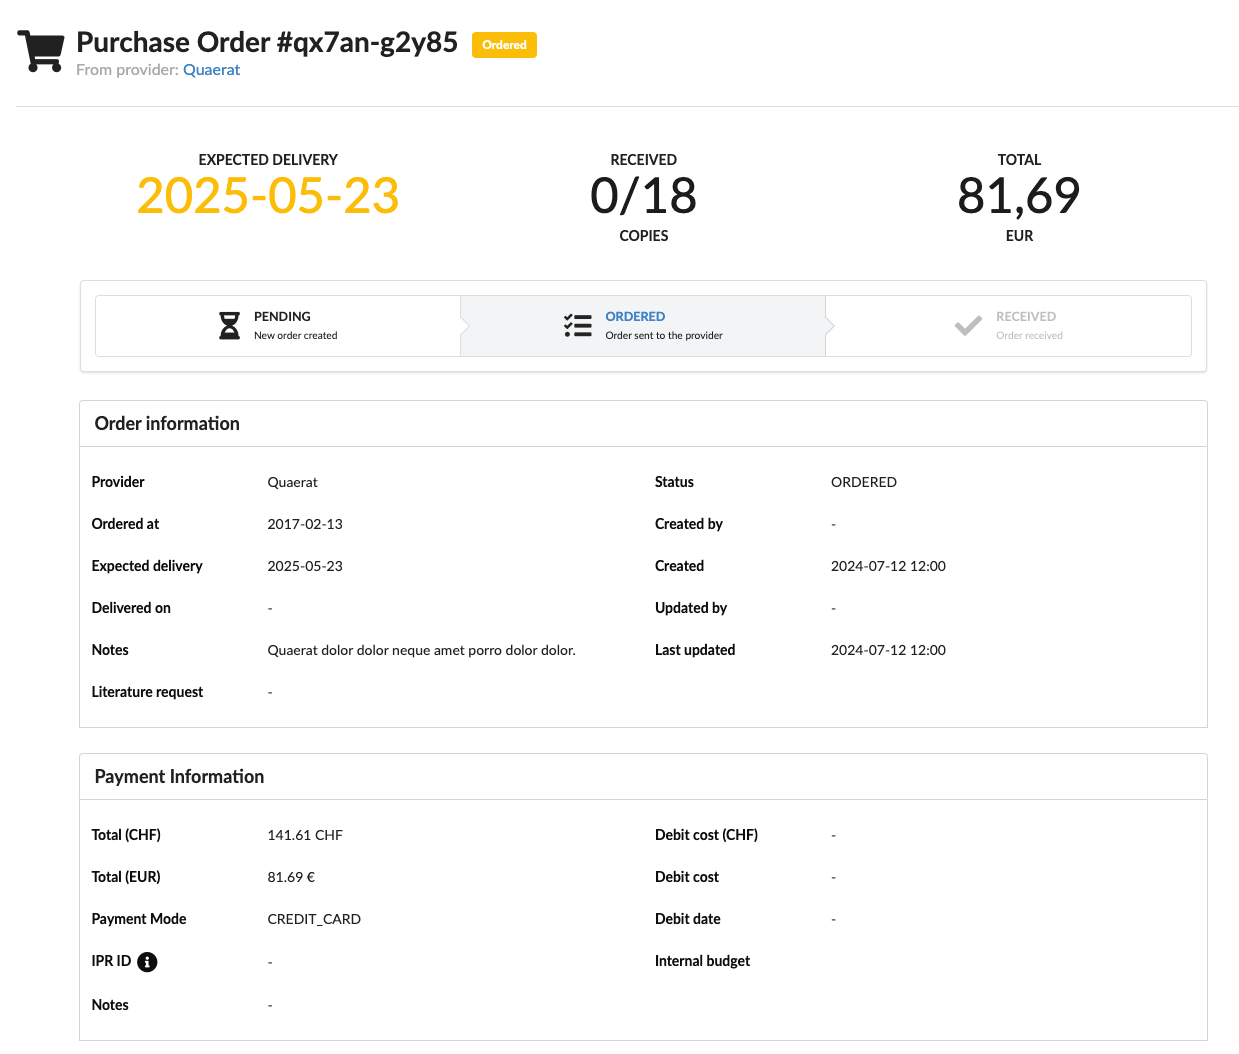 Purchase Order #qx7an-g2y85 Ordered
From provider: Quaerat
EXPECTED DELIVERY
2025-05-23
RECEIVED
0/18
COPIES
TOTAL
81,69
EUR
PENDING
New order created
ORDERED
Order sent to the provider
RECEIVED
Order received
Order information
Provider Quaerat
Ordered at 2017-02-13
Expected delivery 2025-05-23
Delivered on -
Notes Quaerat dolor dolor neque amet porro dolor dolor.
Literature request -
Status ORDERED
Created by -
Created 2024-07-12 12:00
Updated by -
Last updated 2024-07-12 12:00
Payment Information
Total (CHF) 141.61 CHF
Total (EUR) 81.69 €
Payment Mode CREDIT_CARD
IPR ID -
Notes -
Debit cost (CHF) -
Debit cost -
Debit date -
Internal budget